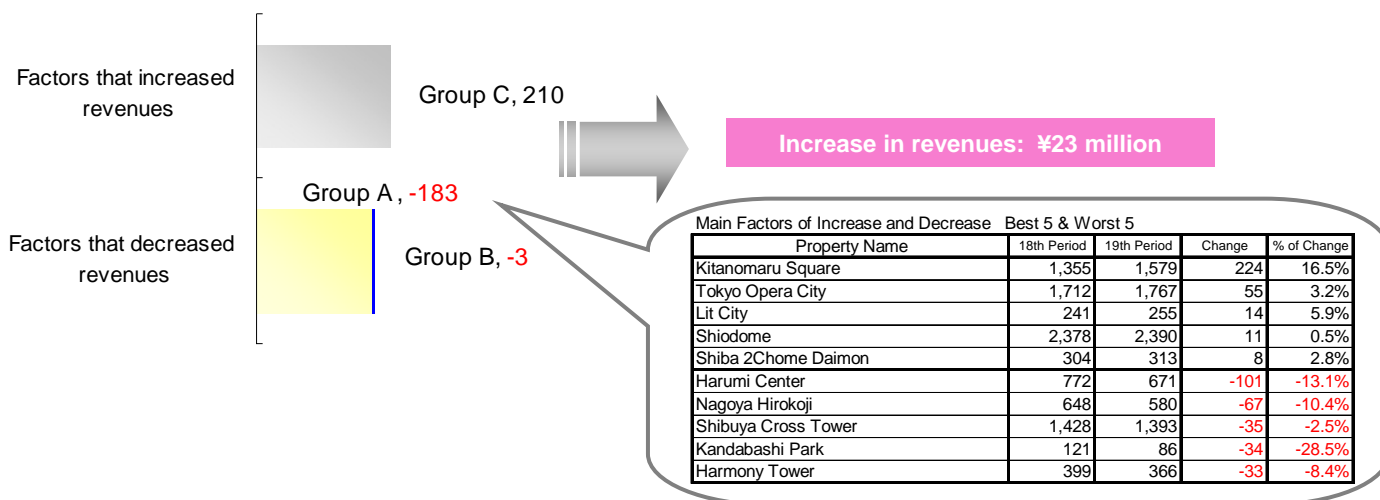 Factors that increased
revenues
Group C, 210
Increase in revenues: ¥23 million
Group A , -183
Factors that decreased
revenues
Group B, -3
Main Factors of Increase and Decrease Best 5 & Worst 5
Property Name 18th Period 19th Period Change % of Change
Kitanomaru Square 1,355 1,579 224 16.5%
Tokyo Opera City 1,712 1,767 55 3.2%
Lit City 241 255 14 5.9%
Shiodome 2,378 2,390 11 0.5%
Shiba 2Chome Daimon 304 313 8 2.8%
Harumi Center 772 671 -101 -13.1%
Nagoya Hirokoji 648 580 -67 -10.4%
Shibuya Cross Tower 1,428 1,393 -35 -2.5%
Kandabashi Park 121 86 -34 -28.5%
Harmony Tower 399 366 -33 -8.4%